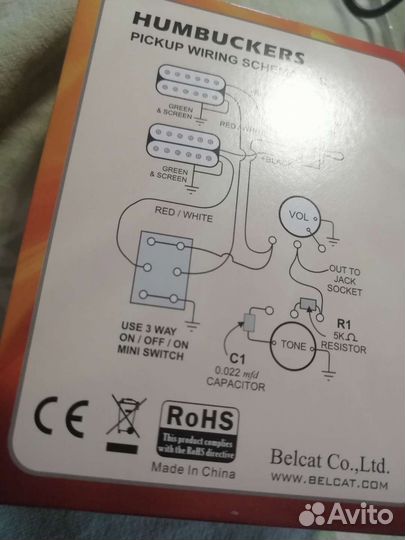 HUMBUCKERS
PICKUP WIRING
GREEN
& SCREEN
RED / WHITE
GREEN
& SCREEN
+BLACK
RED / WHITE
VOL
OUT TO
JACK
SOCKET
USE 3 WAY
ON / OFF / ON
MINI SWITCH
C1
0.022 mfd
CAPACITOR
TONE
R1
5KΩ
RESISTOR
CE
RoHS
This product complies
with the RoHS directive
Made In China
Belcat Co.,Ltd.
WWW.BELCAT.COM
Avito